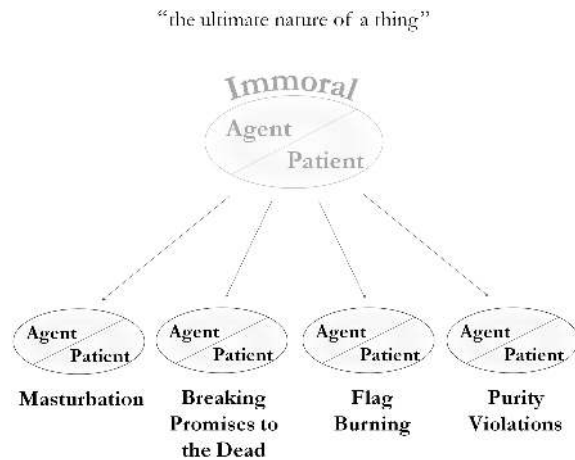 “the ultimate nature of a thing”
Immoral
Agent
Patient
Agent
Patient
Agent
Patient
Agent
Patient
Agent
Patient
Masturbation
Breaking
Promises to
the Dead
Flag
Burning
Purity
Violations